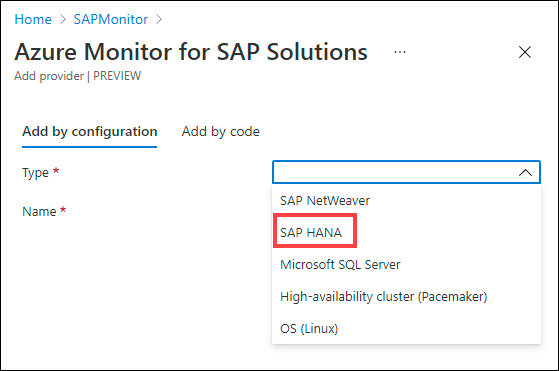 Home > SAPMonitor >
Azure Monitor for SAP Solutions ...
Add provider | PREVIEW
Add by configuration Add by code
Type *
SAP NetWeaver
Name *
SAP HANA
Microsoft SQL Server
High-availability cluster (Pacemaker)
OS (Linux)